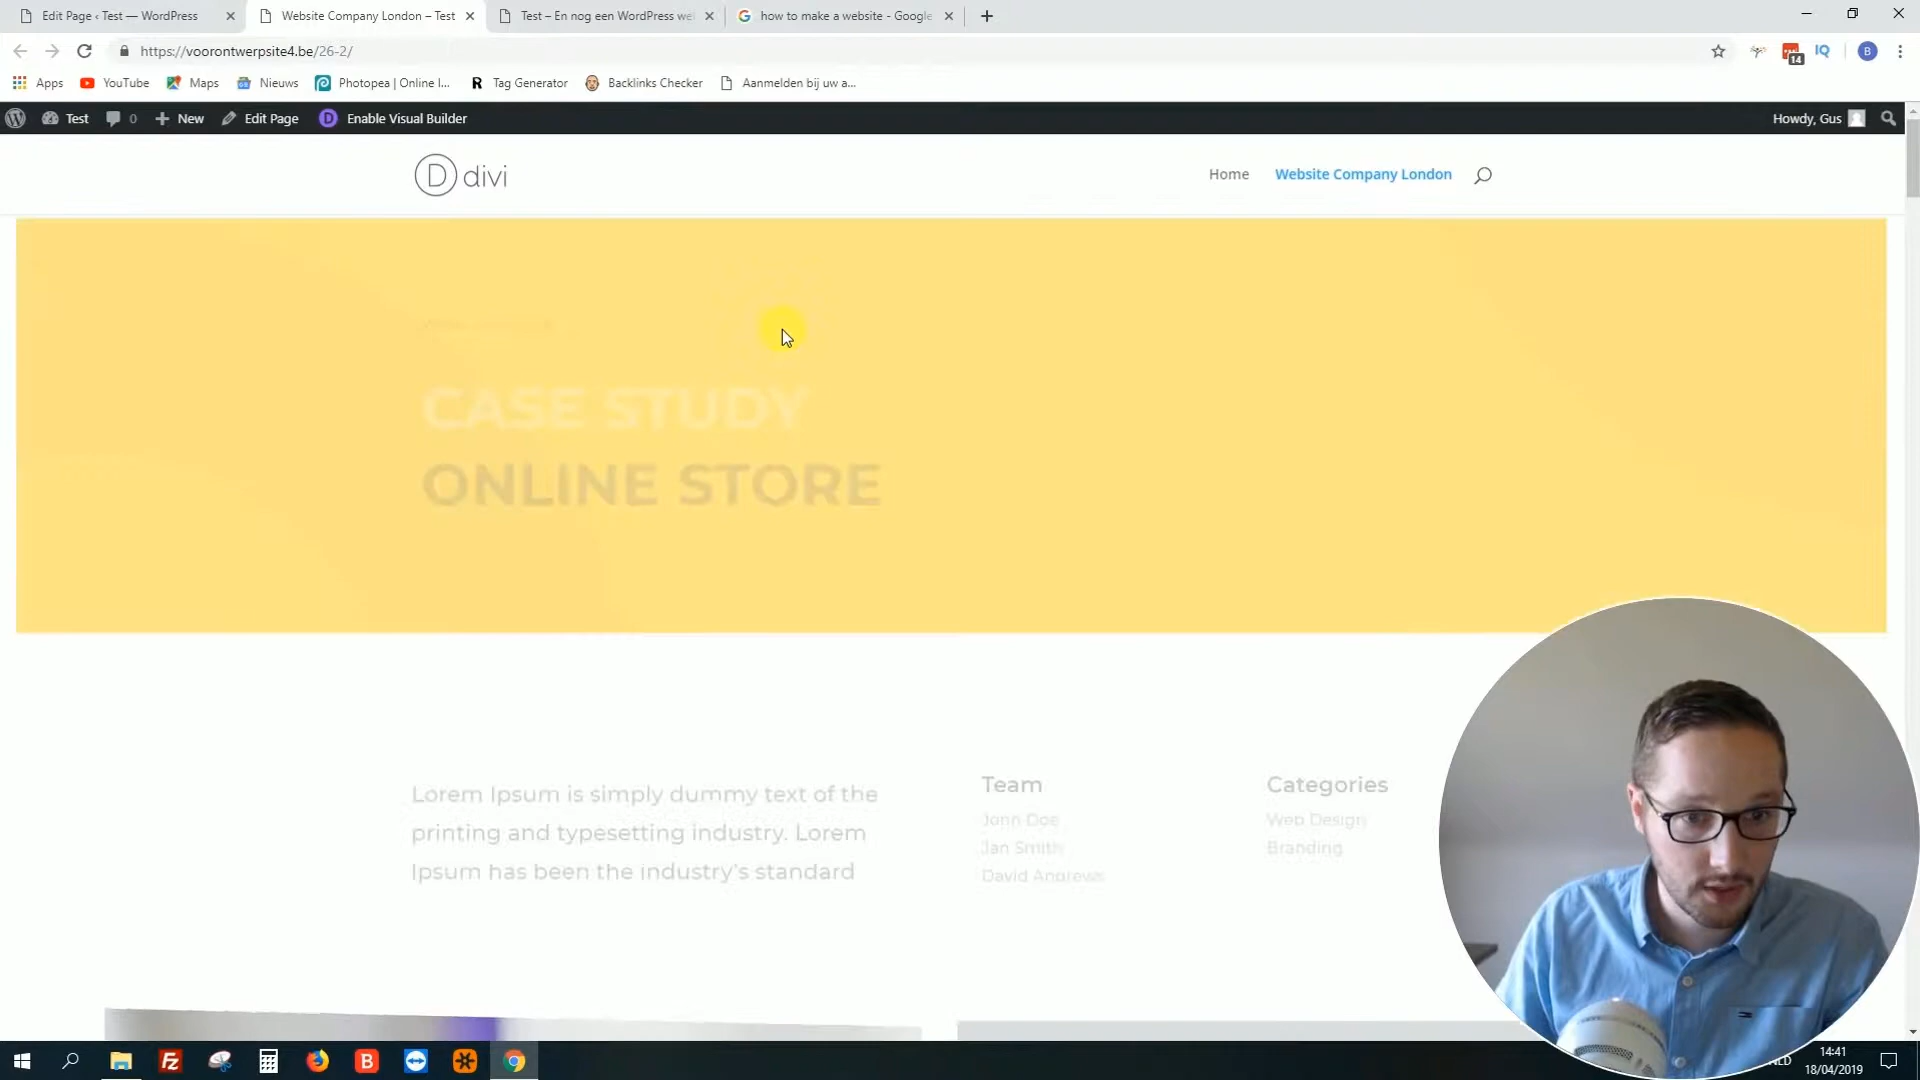 Edit Page ‹ Test — WordPress
Website Company London – Test
Test – En nog een WordPress we
how to make a website - Google
https://voorontwerpsite4.be/26-2/
14
IQ
B
Apps
YouTube
Maps
Nieuws
Photopea | Online I...
R Tag Generator
Backlinks Checker
Aanmelden bij uw a...
Test
0
New
Edit Page
D Enable Visual Builder
Howdy, Gus
D divi
Home
Website Company London
CASE STUDY
ONLINE STORE
Lorem Ipsum is simply dummy text of the
printing and typesetting industry. Lorem
Ipsum has been the industry's standard
Team
John Doe
Jan Smith
David Andrews
Categories
Web Design
Branding
Fz
B
NLD
14:41
18/04/2019